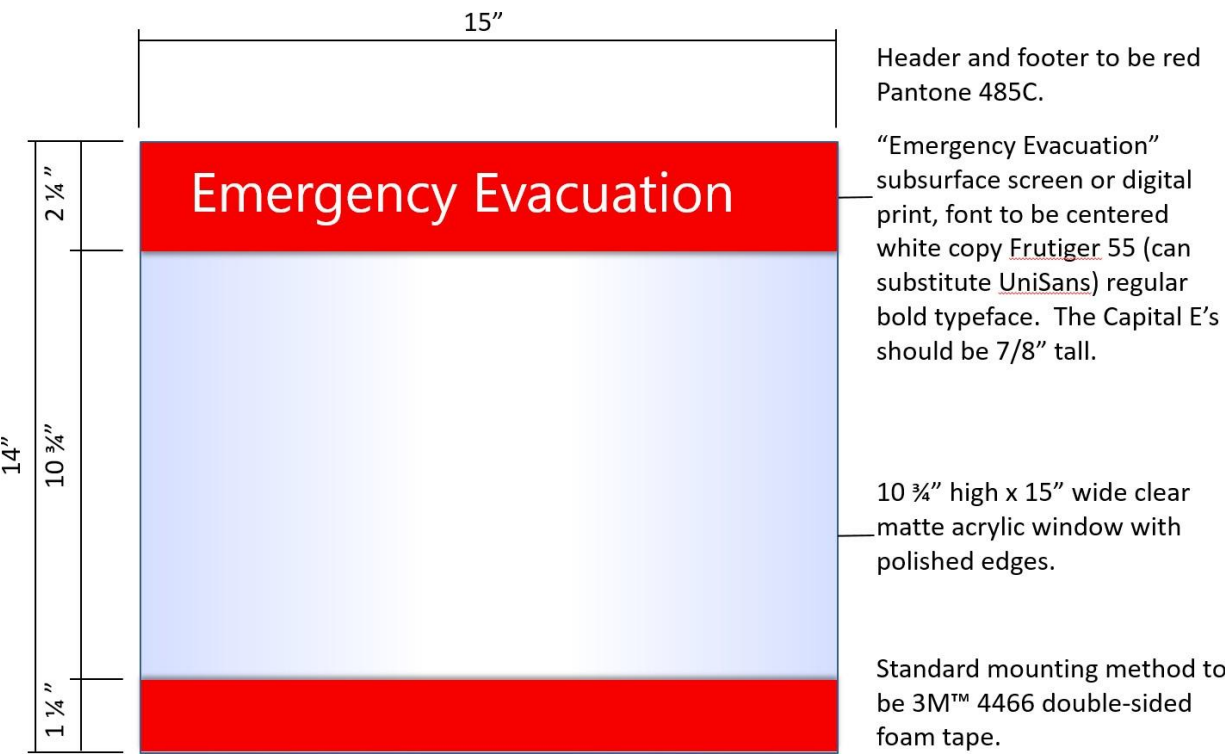 15”
Header and footer to be red
Pantone 485C.
“Emergency Evacuation”
subsurface screen or digital
print, font to be centered
white copy Frutiger 55 (can
substitute UniSans) regular
bold typeface.  The Capital E’s
should be 7/8” tall.
2 ¼”
Emergency Evacuation
14”
10 ¾”
10 ¾” high x 15” wide clear
matte acrylic window with
polished edges.
1 ¼”
Standard mounting method to
be 3M™ 4466 double-sided
foam tape.